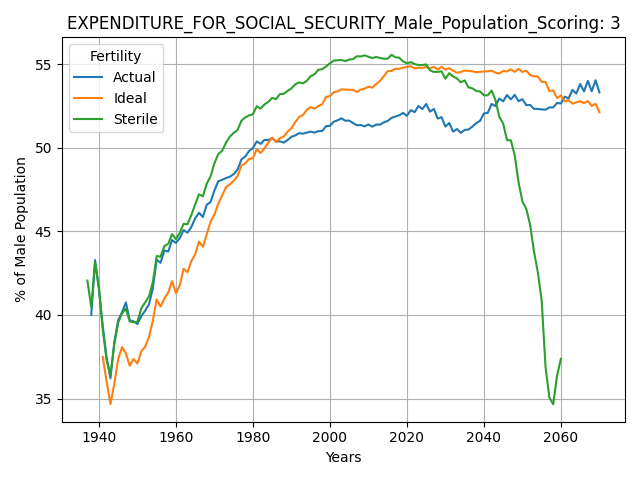 EXPENDITURE_FOR_SOCIAL_SECURITY_Male_Population_Scoring: 3
Fertility
Actual
Ideal
Sterile
% of Male Population
55
50
45
40
35
1940 1960 1980 2000 2020 2040 2060
Years